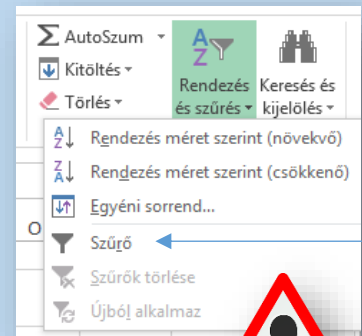 AutoSzum
Kitöltés
Törlés
Rendezés és szűrés
Keresés és kijelölés
Rendezés méret szerint (növekvő)
Rendezés méret szerint (csökkenő)
Egyéni sorrend...
O
Szűrő
Szűrők törlése
Újból alkalmaz